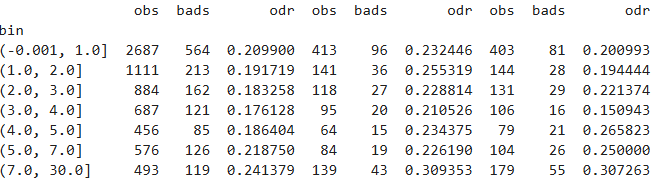 obs bads odr obs bads odr obs bads odr
bin
(-0.001, 1.0] 2687 564 0.209900 413 96 0.232446 403 81 0.200993
(1.0, 2.0] 1111 213 0.191719 141 36 0.255319 144 28 0.194444
(2.0, 3.0] 884 162 0.183258 118 27 0.228814 131 29 0.221374
(3.0, 4.0] 687 121 0.176128 95 20 0.210526 106 16 0.150943
(4.0, 5.0] 456 85 0.186404 64 15 0.234375 79 21 0.265823
(5.0, 7.0] 576 126 0.218750 84 19 0.226190 104 26 0.250000
(7.0, 30.0] 493 119 0.241379 139 43 0.309353 179 55 0.307263